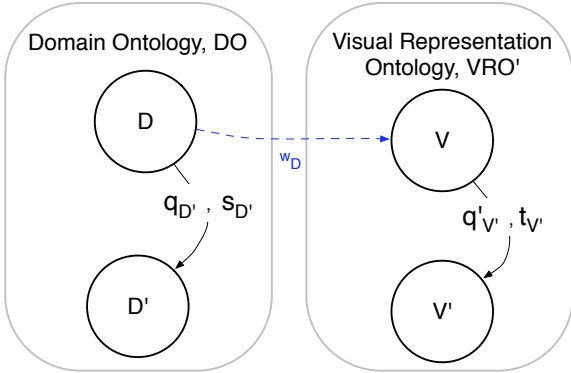 Domain Ontology, DO
Visual Representation
Ontology, VRO'
D
V
w_D
q_D' , s_D'
q'_V' , t_V'
D'
V'